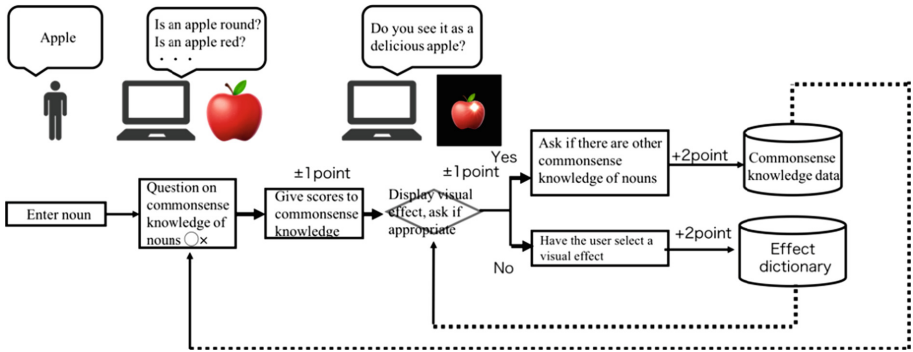 Apple
Is an apple round?
Is an apple red?
. . .
Do you see it as a
delicious apple?
Enter noun
Question on
commonsense
knowledge of
nouns ○×
±1point
Give scores to
commonsense
knowledge
±1point
Display visual
effect, ask if
appropriate
Yes
No
Ask if there are other
commonsense
knowledge of nouns
+2point
Commonsense
knowledge data
Have the user select a
visual effect
+2point
Effect
dictionary